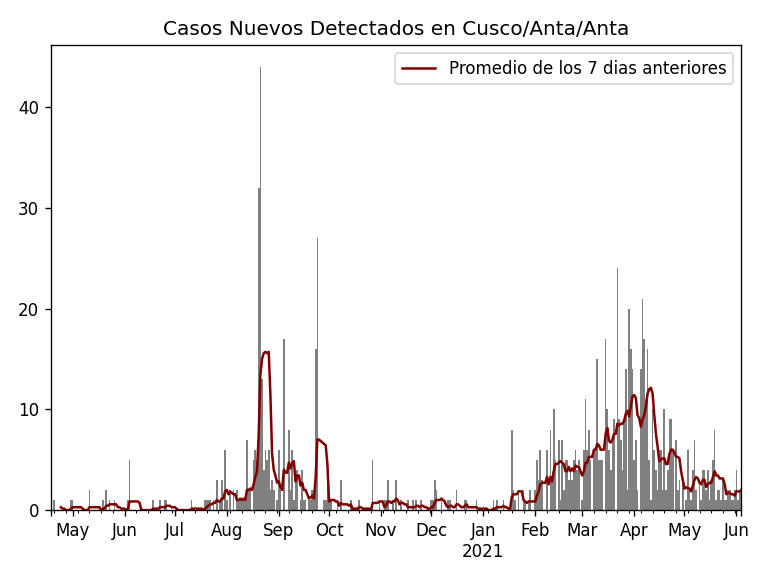 Casos Nuevos Detectados en Cusco/Anta/Anta
Promedio de los 7 dias anteriores
40
30
20
10
0
May Jun Jul Aug Sep Oct Nov Dec Jan Feb Mar Apr May Jun
2021